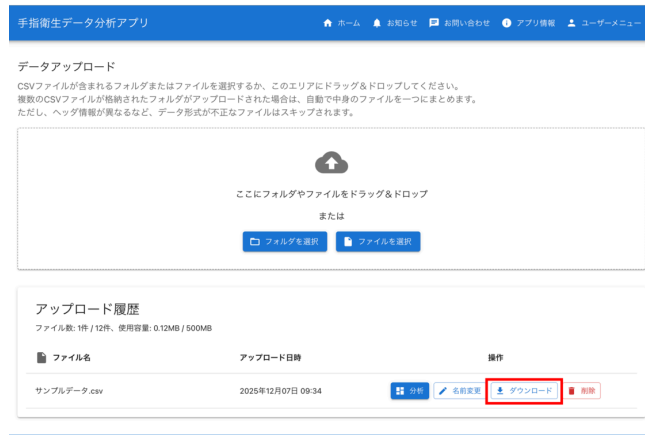 手指衛生データ分析アプリ
ホーム お知らせ お問い合わせ アプリ情報 ユーザーメニュー
データアップロード
CSVファイルが含まれるフォルダまたはファイルを選択するか、このエリアにドラッグ＆ドロップしてください。
複数のCSVファイルが格納されたフォルダがアップロードされた場合は、自動で中身のファイルを一つにまとめます。
ただし、ヘッダ情報が異なるなど、データ形式が不正なファイルはスキップされます。
ここにフォルダやファイルをドラッグ＆ドロップ
または
フォルダを選択 ファイルを選択
アップロード履歴
ファイル数: 1件 / 12件、使用容量: 0.12MB / 500MB
ファイル名 アップロード日時 操作
サンプルデータ.csv 2025年12月07日 09:34 分析 名前変更 ダウンロード 削除